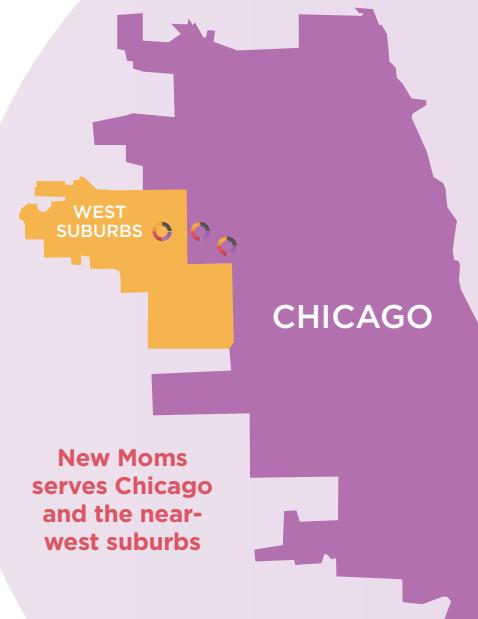 WEST
SUBURBS
CHICAGO
New Moms
serves Chicago
and the near-
west suburbs